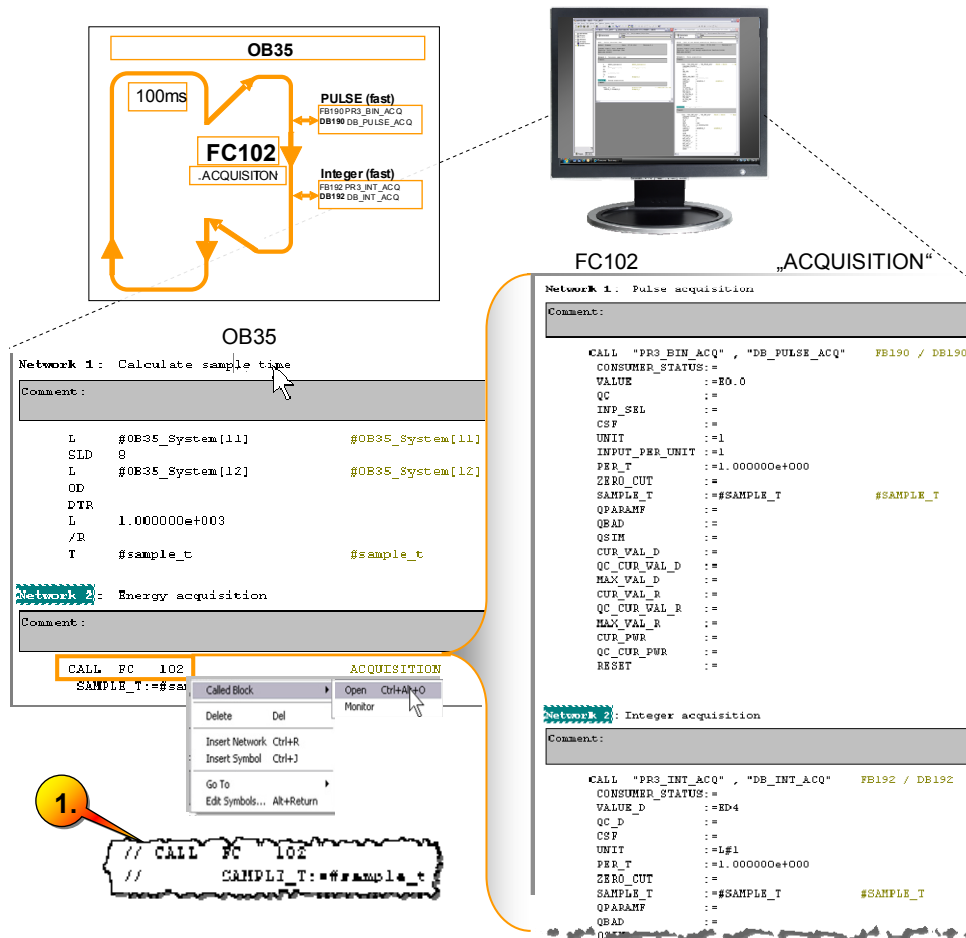 OB35
100ms
PULSE (fast)
FB190 PR3_BIN_ACQ
DB190 DB_PULSE_ACQ
FC102
.ACQUISITON
Integer (fast)
FB192 PR3_INT_ACQ
DB192 DB_INT_ACQ
OB35
Network 1: Calculate sample time
Comment:
L #OB35_System[11] #OB35_System[11]
SLD 8
L #OB35_System[12] #OB35_System[12]
OD
DTR
L 1.000000e+003
/R
T #sample_t #sample_t
Network 2: Energy acquisition
Comment:
CALL FC 102 ACQUISITION
SAMPLE_T:=#sa
Called Block
Open Ctrl+Alt+O
Monitor
Delete Del
Insert Network Ctrl+R
Insert Symbol Ctrl+J
Go To
Edit Symbols... Alt+Return
1.
// CALL FC 102
// SAMPLE_T:=#sample_t
FC102 „ACQUISITION“
Network 1: Pulse acquisition
Comment:
CALL "PR3_BIN_ACQ" , "DB_PULSE_ACQ" FB190 / DB190
CONSUMER_STATUS:=
VALUE :=E0.0
QC :=
INP_SEL :=
CSF :=
UNIT :=1
INPUT_PER_UNIT :=1
PER_T :=1.000000e+000
ZERO_CUT :=
SAMPLE_T :=#SAMPLE_T #SAMPLE_T
QPARAMF :=
QBAD :=
QSIM :=
CUR_VAL_D :=
QC_CUR_VAL_D :=
MAX_VAL_D :=
CUR_VAL_R :=
QC_CUR_VAL_R :=
MAX_VAL_R :=
CUR_PWR :=
QC_CUR_PWR :=
RESET :=
Network 2: Integer acquisition
Comment:
CALL "PR3_INT_ACQ" , "DB_INT_ACQ" FB192 / DB192
CONSUMER_STATUS:=
VALUE_D :=ED4
QC_D :=
CSF :=
UNIT :=L#1
PER_T :=1.000000e+000
ZERO_CUT :=
SAMPLE_T :=#SAMPLE_T #SAMPLE_T
QPARAMF :=
QBAD :=